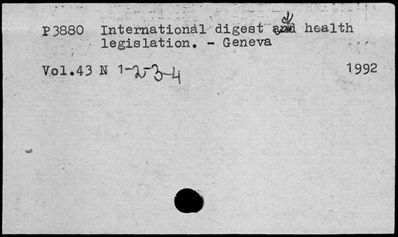 P3880 International digest of health
legislation. - Geneva
Vol.43 N 1-2-3-4 1992